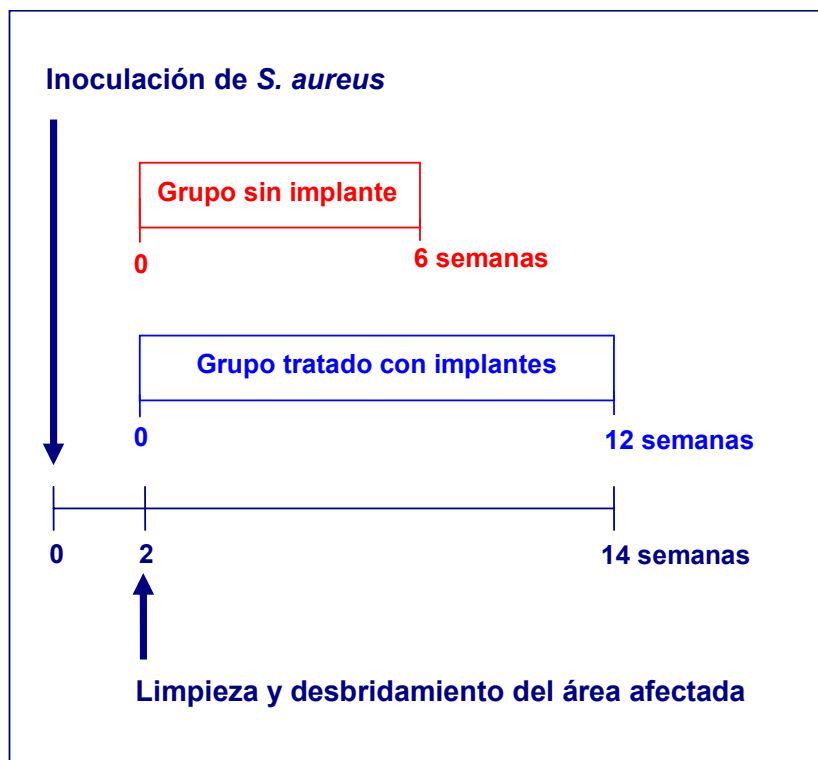 Inoculación de S. aureus
Grupo sin implante
0
6 semanas
Grupo tratado con implantes
0
12 semanas
0
2
14 semanas
Limpieza y desbridamiento del área afectada